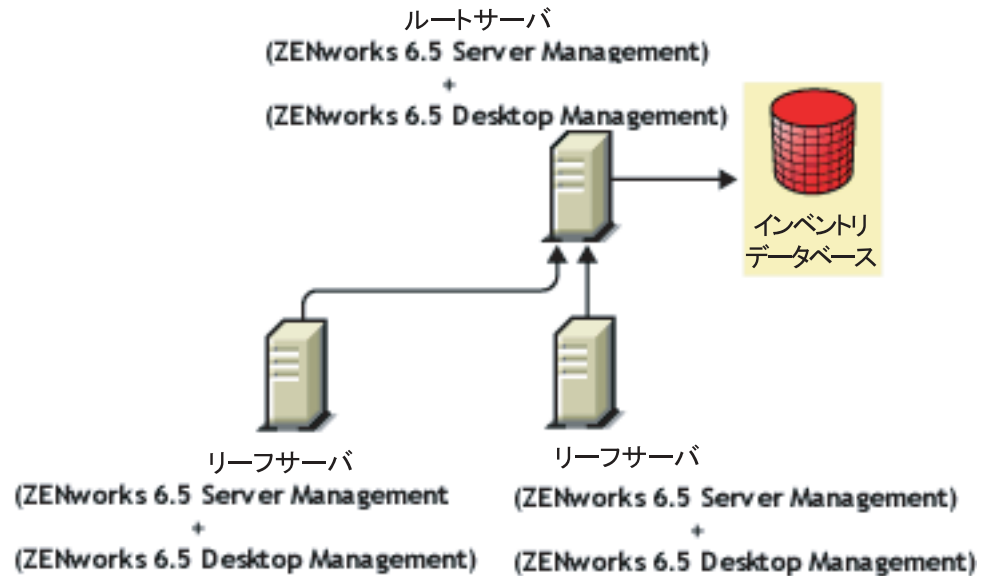 ルートサーバ
(ZENworks 6.5 Server Management)
+
(ZENworks 6.5 Desktop Management)
インベントリ
データベース
リーフサーバ
(ZENworks 6.5 Server Management
+
(ZENworks 6.5 Desktop Management)
リーフサーバ
(ZENworks 6.5 Server Management)
+
(ZENworks 6.5 Desktop Management)